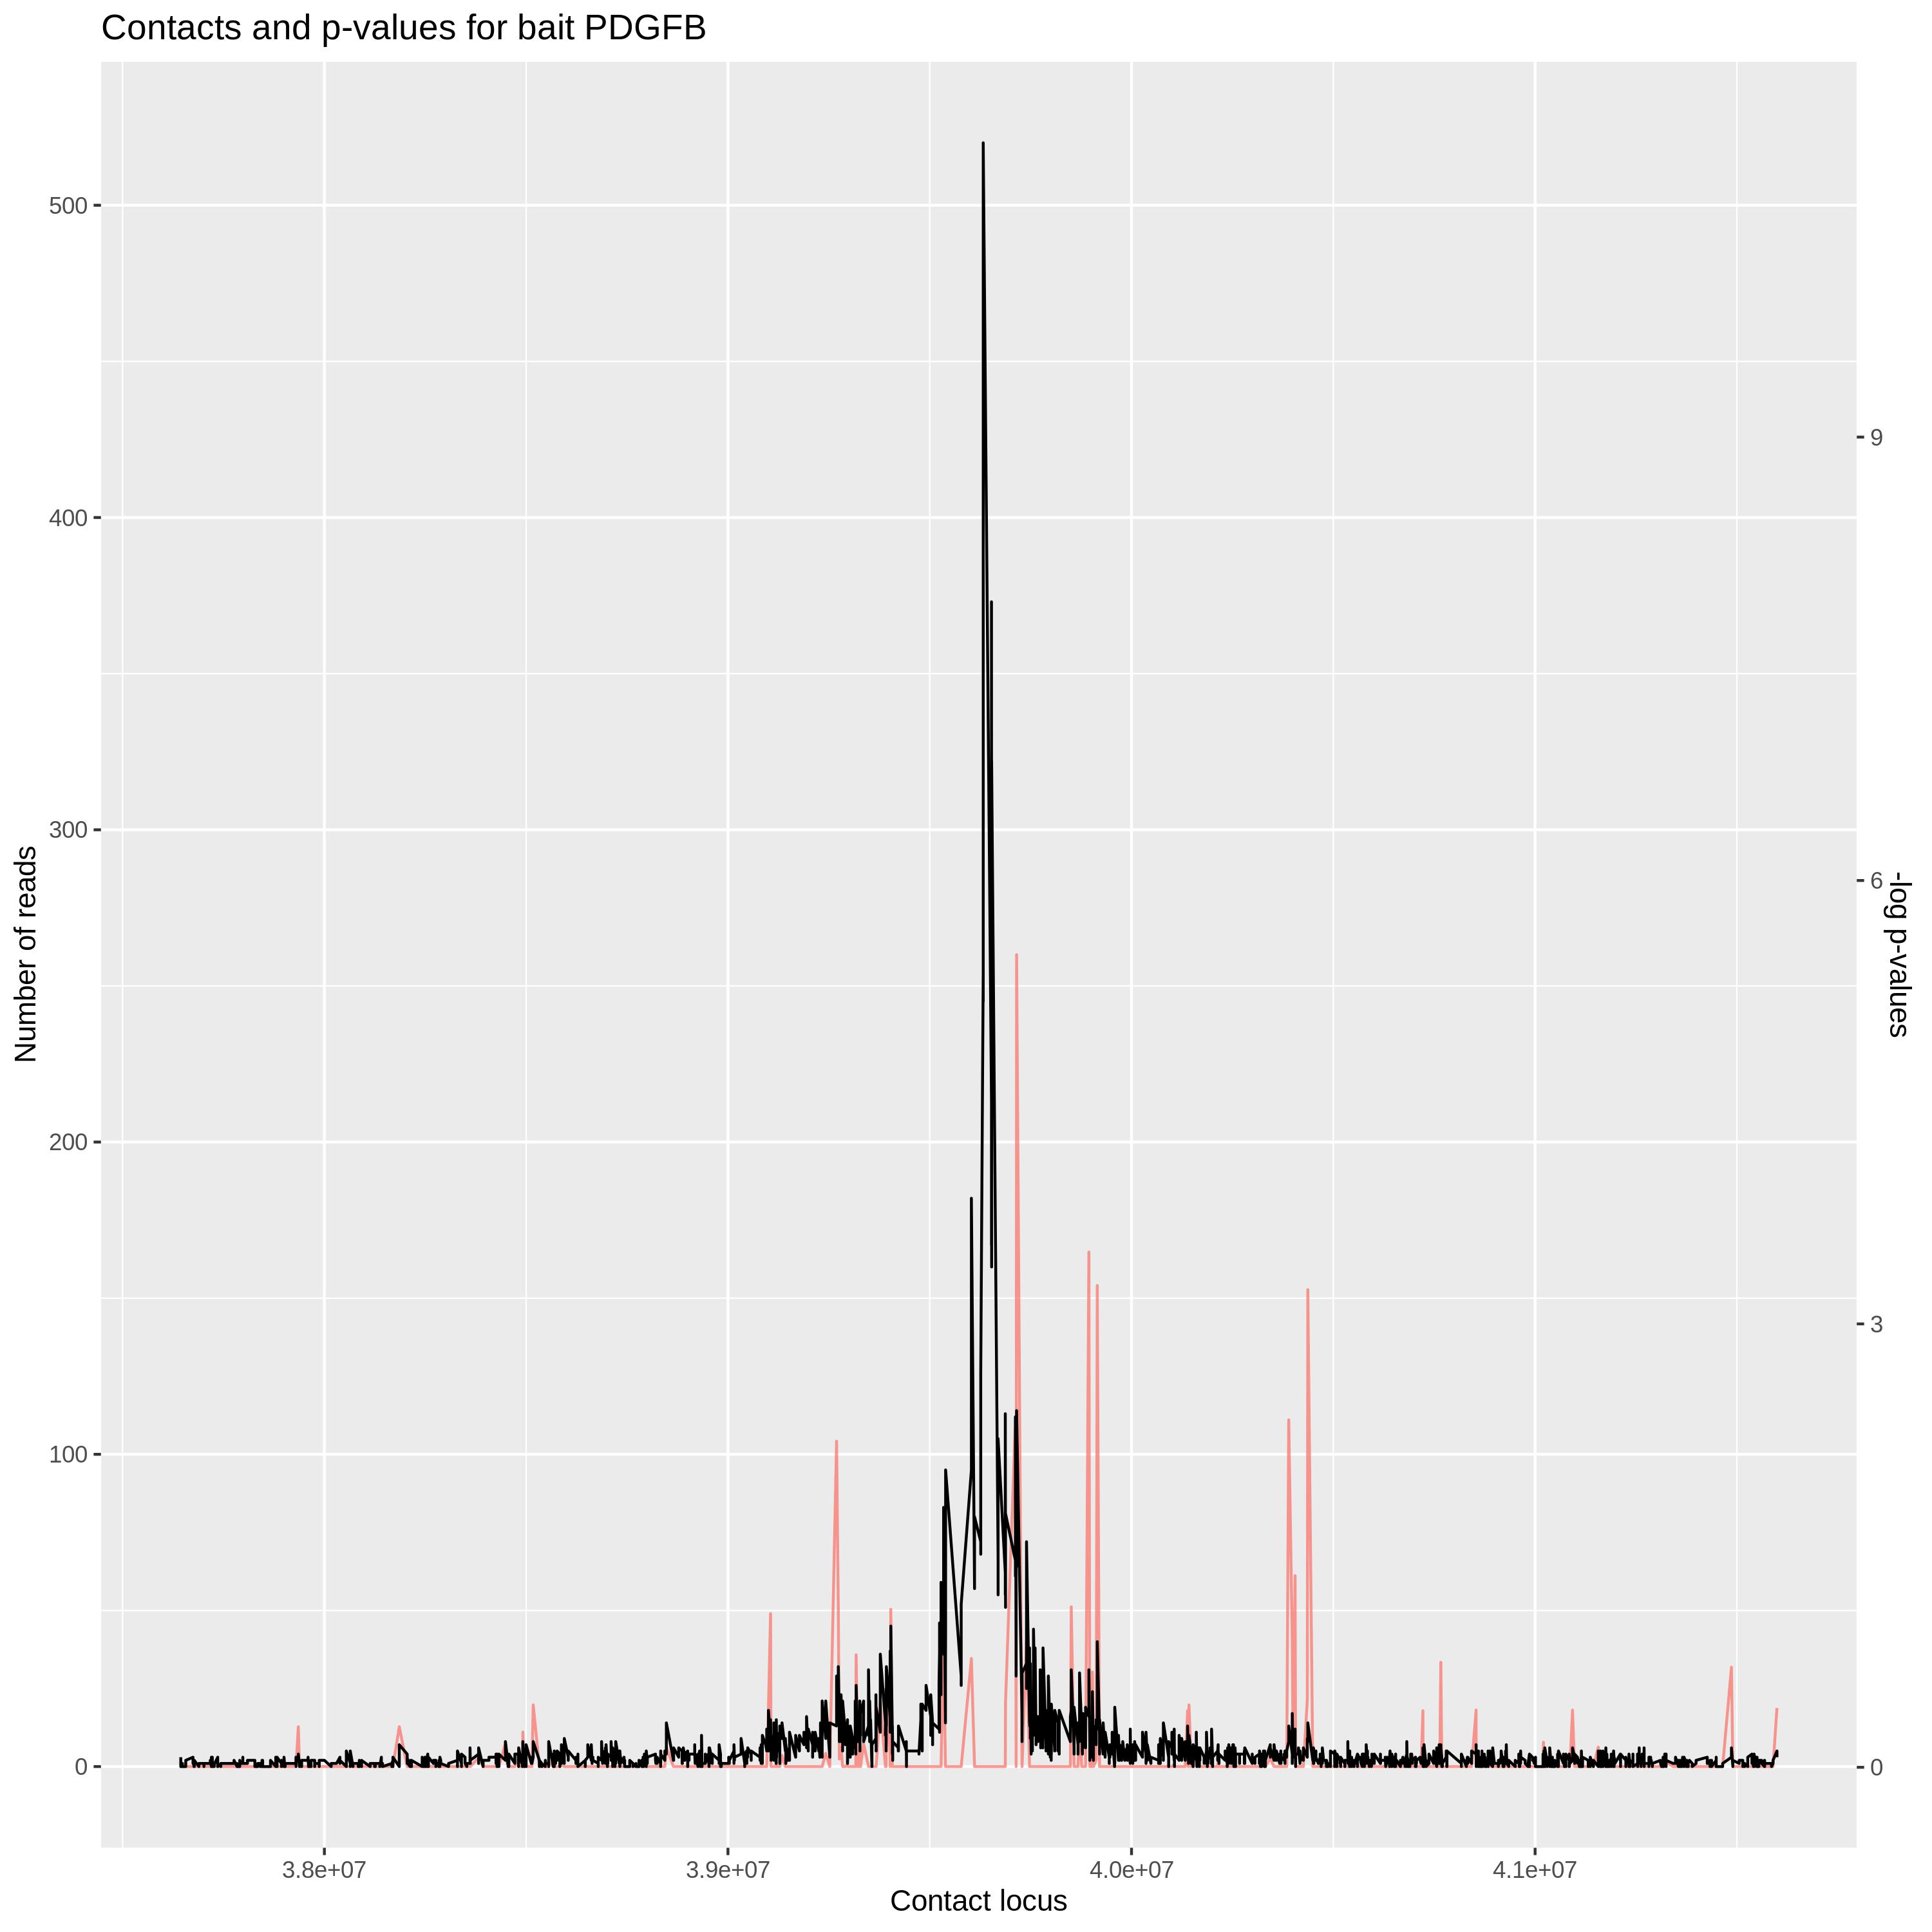 Contacts and p-values for bait PDGFB
500
400
300
200
100
0
Number of reads
9
6
3
0
-log p-values
3.8e+07
3.9e+07
4.0e+07
4.1e+07
Contact locus